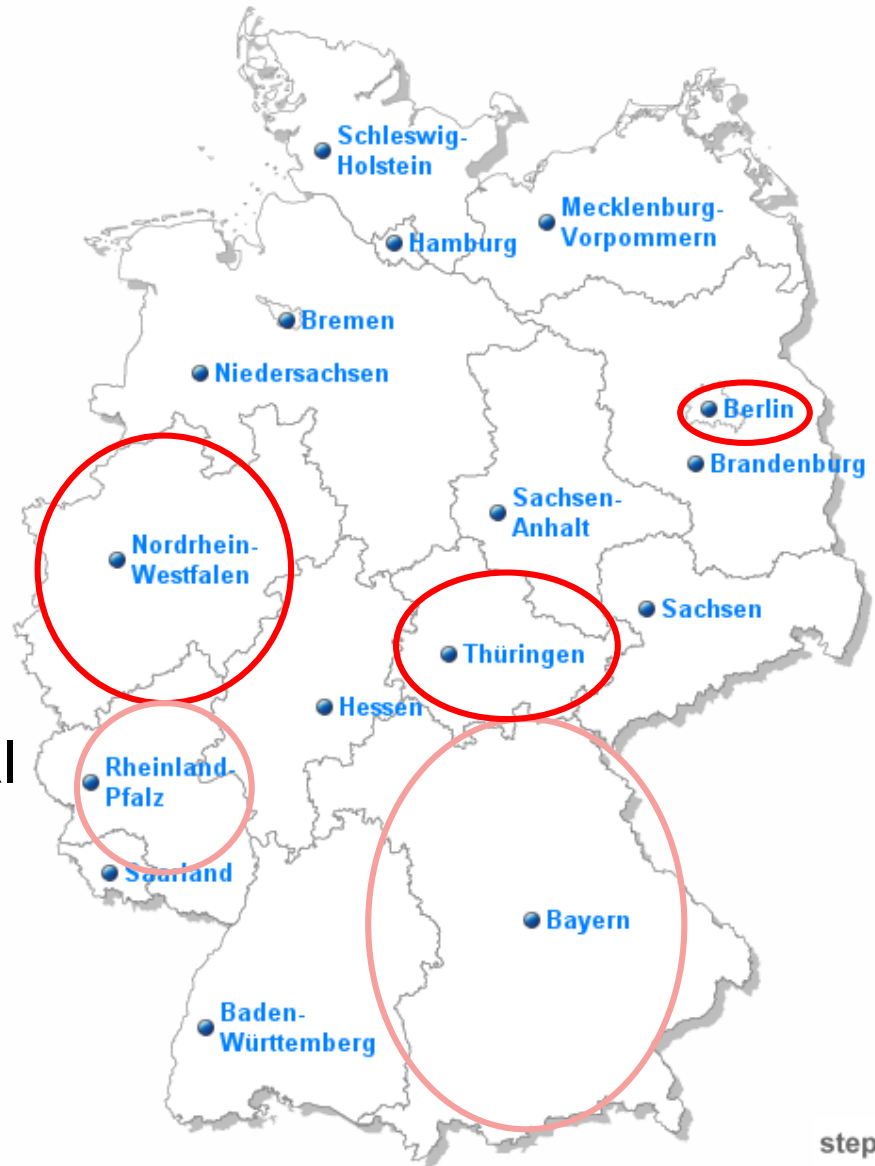 Schleswig-
Holstein
Mecklenburg-
Vorpommern
Hamburg
Bremen
Niedersachsen
Berlin
Brandenburg
Sachsen-
Anhalt
Nordrhein-
Westfalen
Sachsen
Thüringen
Hessen
Rheinland-
Pfalz
Saarland
Bayern
Baden-
Württemberg
step